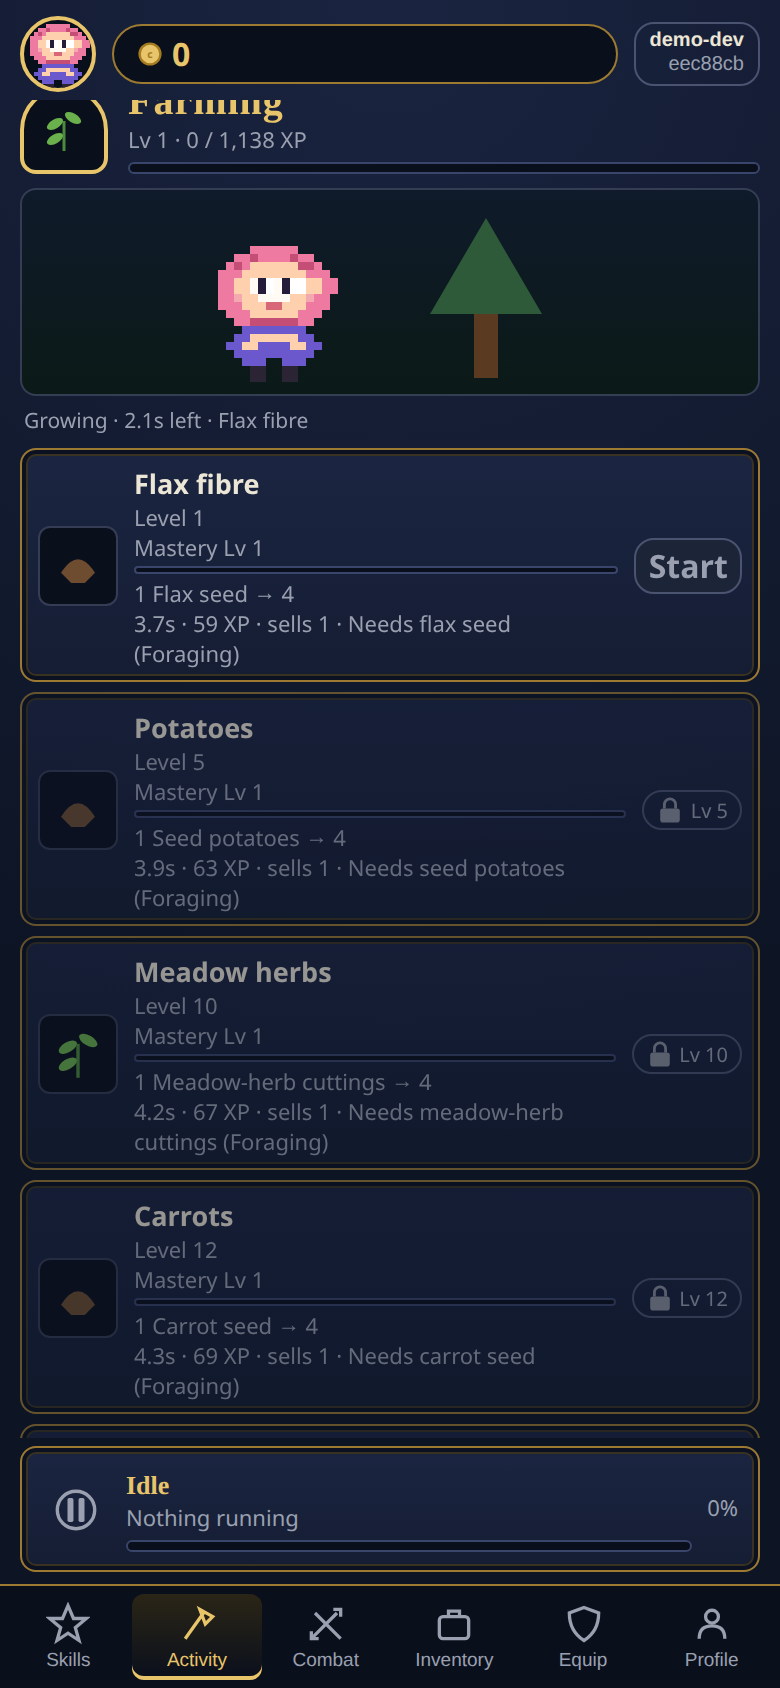 0
demo-dev
eec88cb
Farming
Lv 1 · 0 / 1,138 XP
Growing · 2.1s left · Flax fibre
Flax fibre
Level 1
Mastery Lv 1
1 Flax seed → 4
3.7s · 59 XP · sells 1 · Needs flax seed
(Foraging)
Start
Potatoes
Level 5
Mastery Lv 1
1 Seed potatoes → 4
3.9s · 63 XP · sells 1 · Needs seed potatoes
(Foraging)
Lv 5
Meadow herbs
Level 10
Mastery Lv 1
1 Meadow-herb cuttings → 4
4.2s · 67 XP · sells 1 · Needs meadow-herb
cuttings (Foraging)
Lv 10
Carrots
Level 12
Mastery Lv 1
1 Carrot seed → 4
4.3s · 69 XP · sells 1 · Needs carrot seed
(Foraging)
Lv 12
Idle
Nothing running
0%
Skills
Activity
Combat
Inventory
Equip
Profile